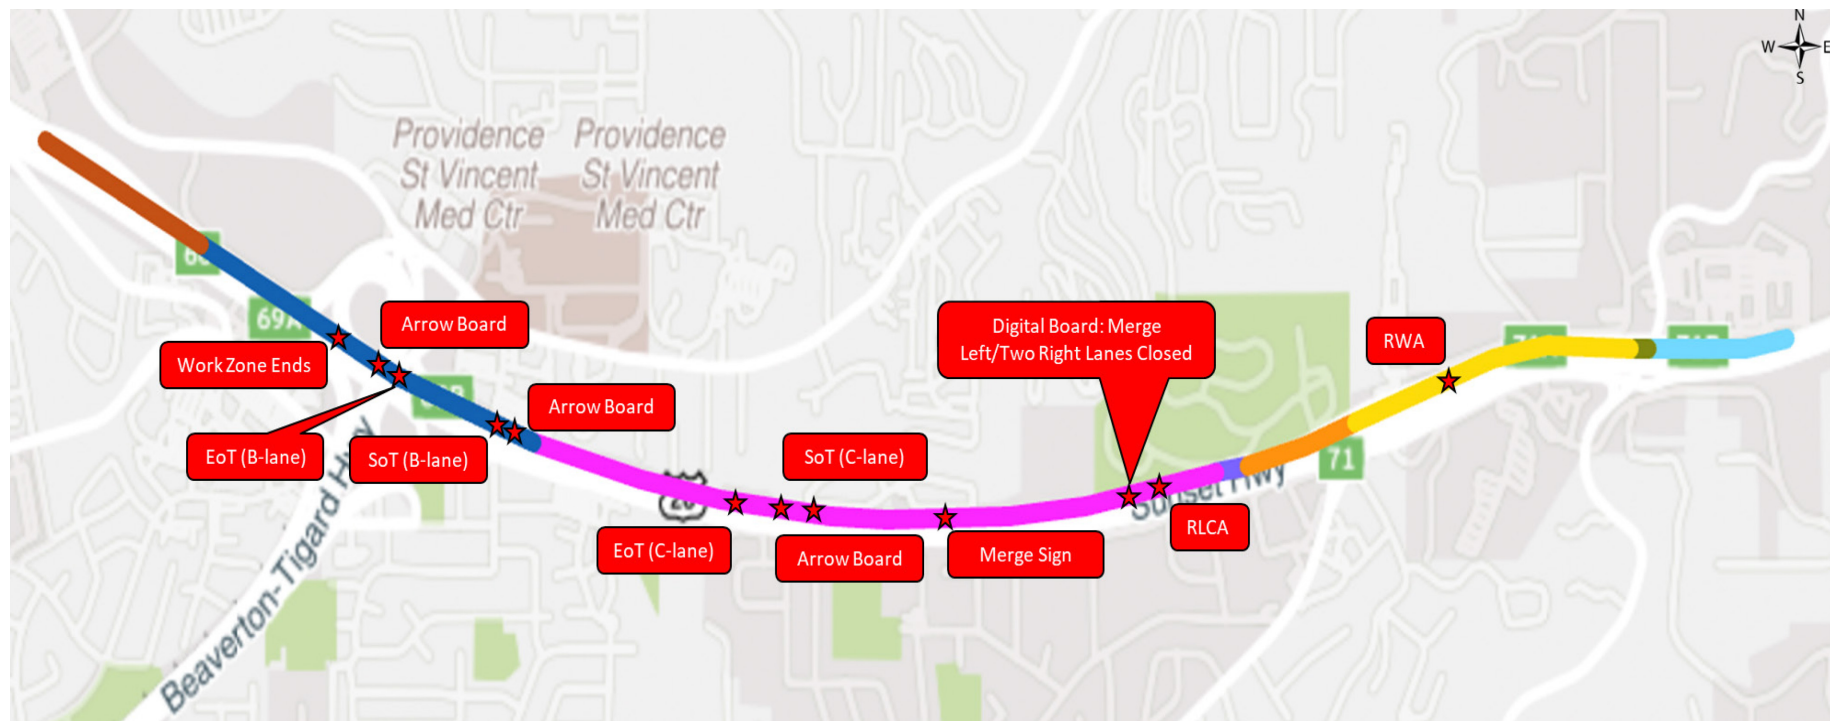 N
W
E
S
Providence
St Vincent
Med Ctr
Providence
St Vincent
Med Ctr
69A
Arrow Board
Work Zone Ends
Digital Board: Merge
Left/Two Right Lanes Closed
RWA
Arrow Board
EoT (B-lane)
SoT (B-lane)
SoT (C-lane)
71
Sunset Hwy
RLCA
EoT (C-lane)
Arrow Board
Merge Sign
Beaverton-Tigard Hwy